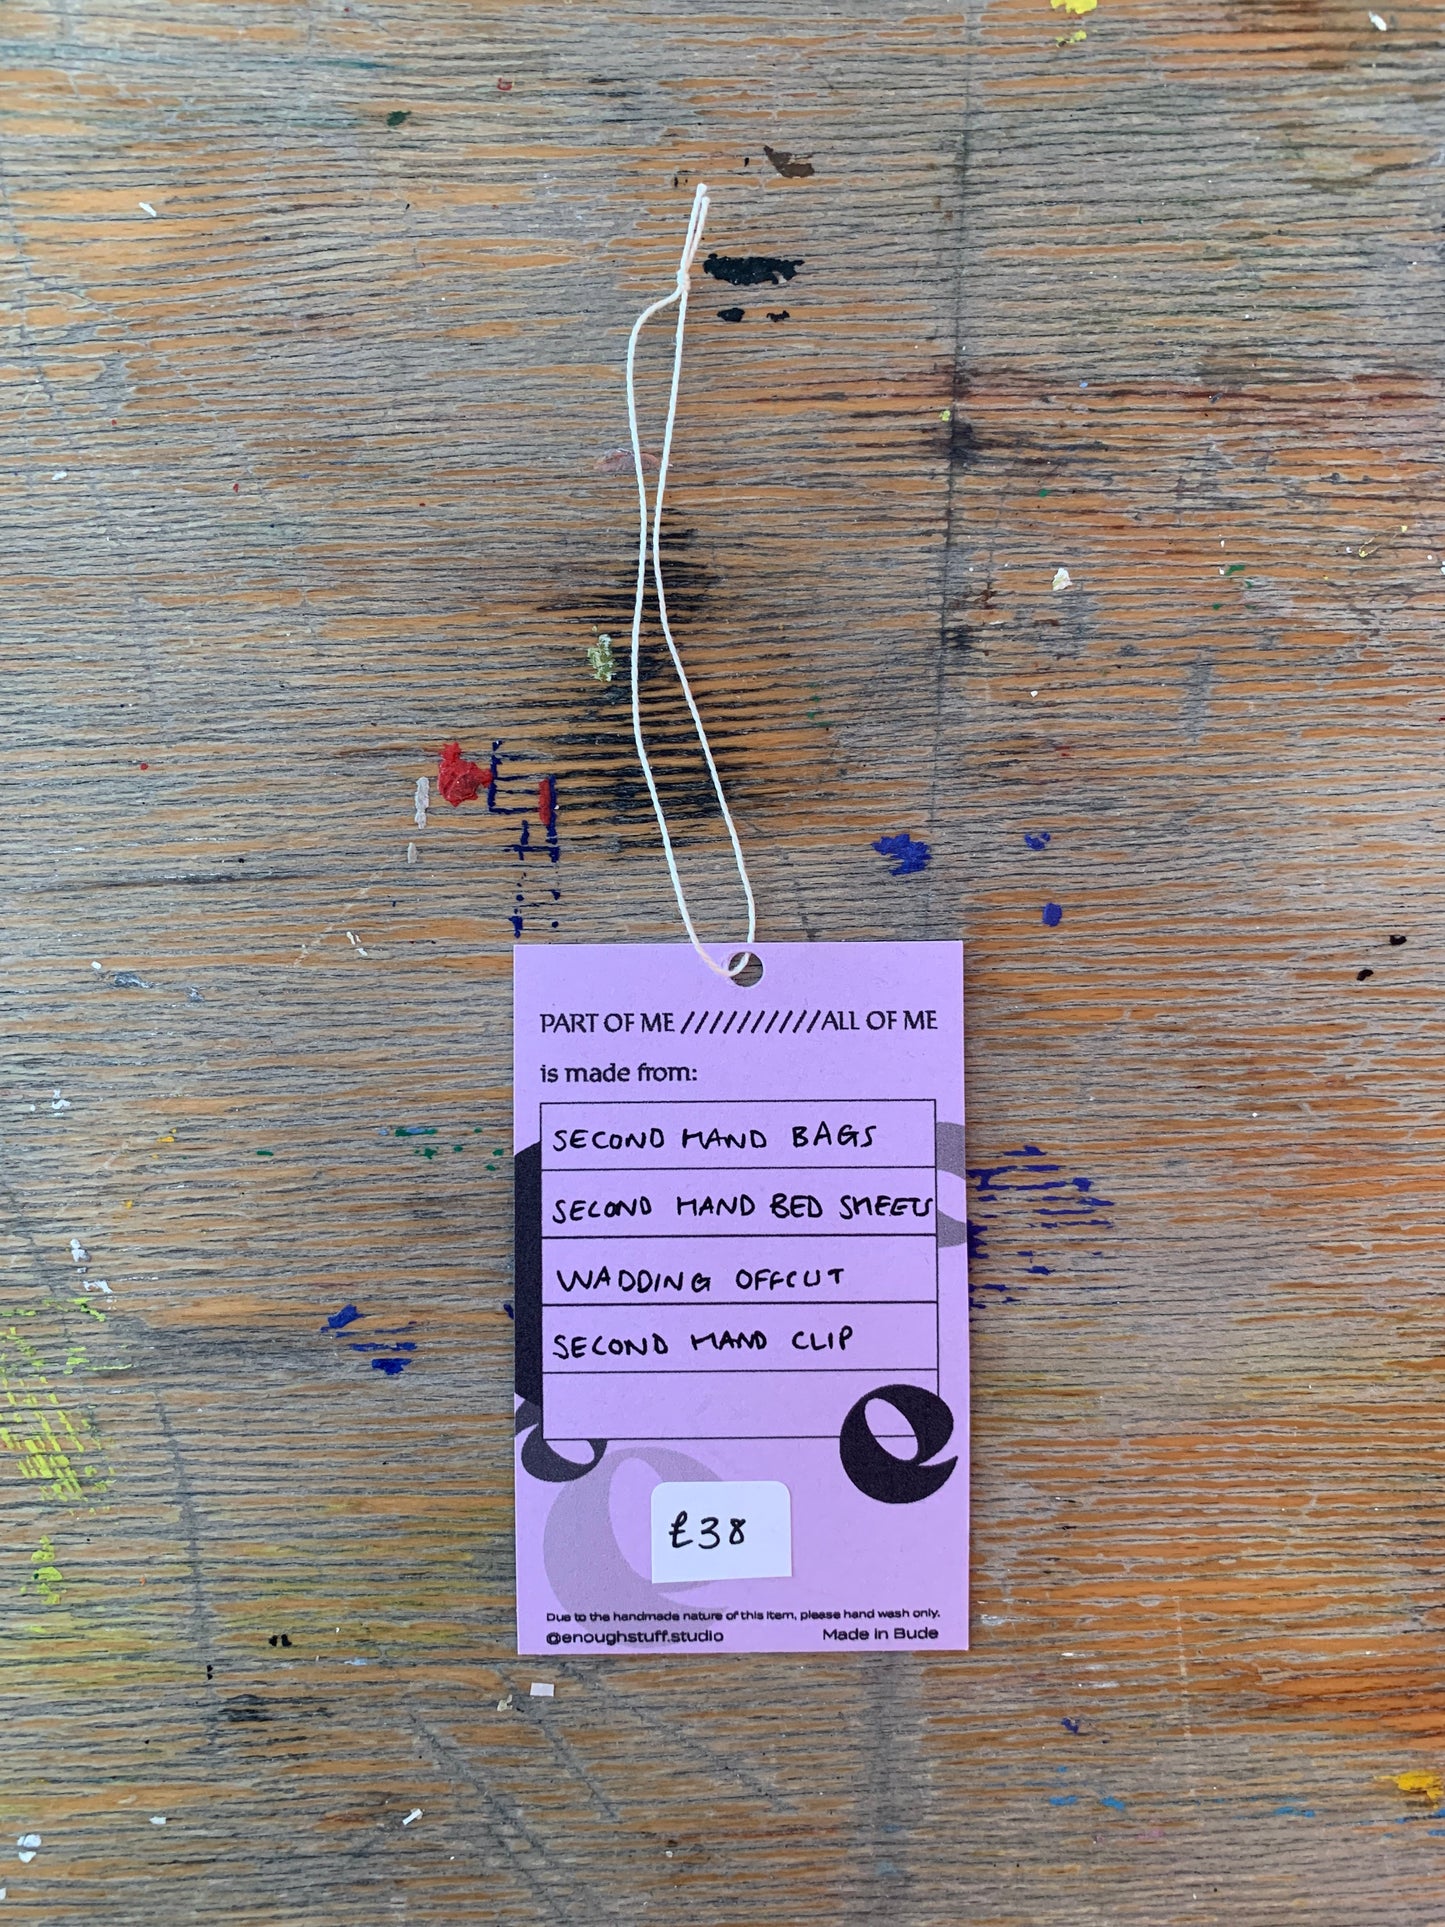 PART OF ME //////////ALL OF ME
is made from:
SECOND HAND BAGS
SECOND HAND BED SHEETS
WADDING OFFCUT
SECOND HAND CLIP
e
£38
Due to the handmade nature of this item, please hand wash only.
@enoughstuff.studio Made in Bude